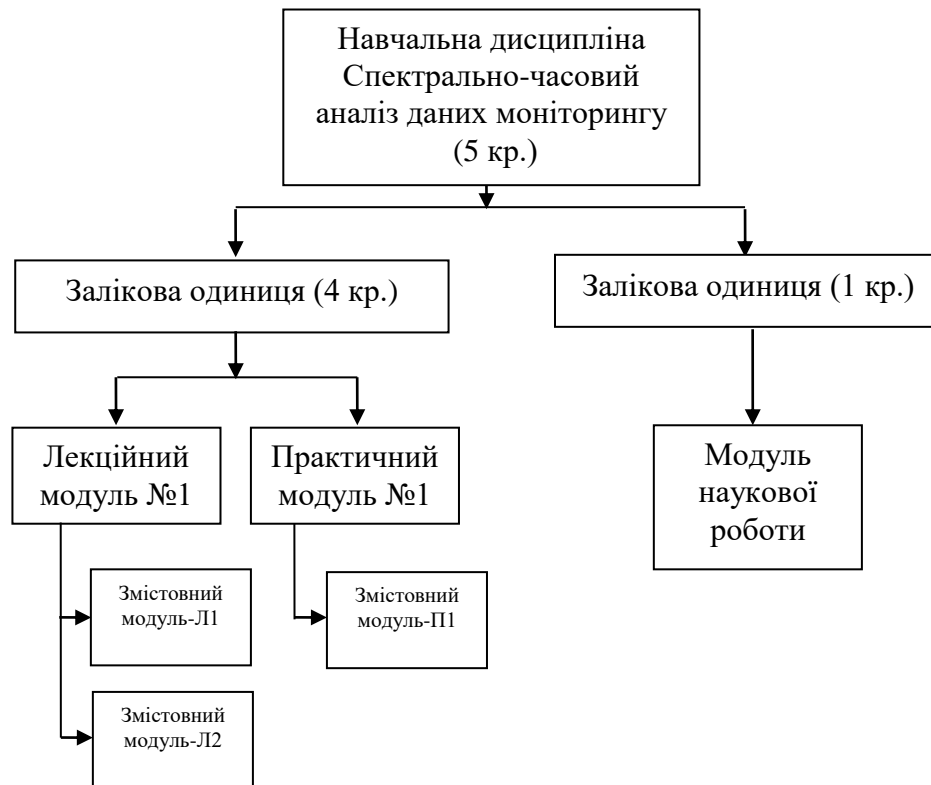 Навчальна дисципліна
Спектрально-часовий
аналіз даних моніторингу
(5 кр.)
Залікова одиниця (4 кр.)
Залікова одиниця (1 кр.)
Лекційний
модуль №1
Практичний
модуль №1
Модуль
наукової
роботи
Змістовний
модуль-Л1
Змістовний
модуль-П1
Змістовний
модуль-Л2